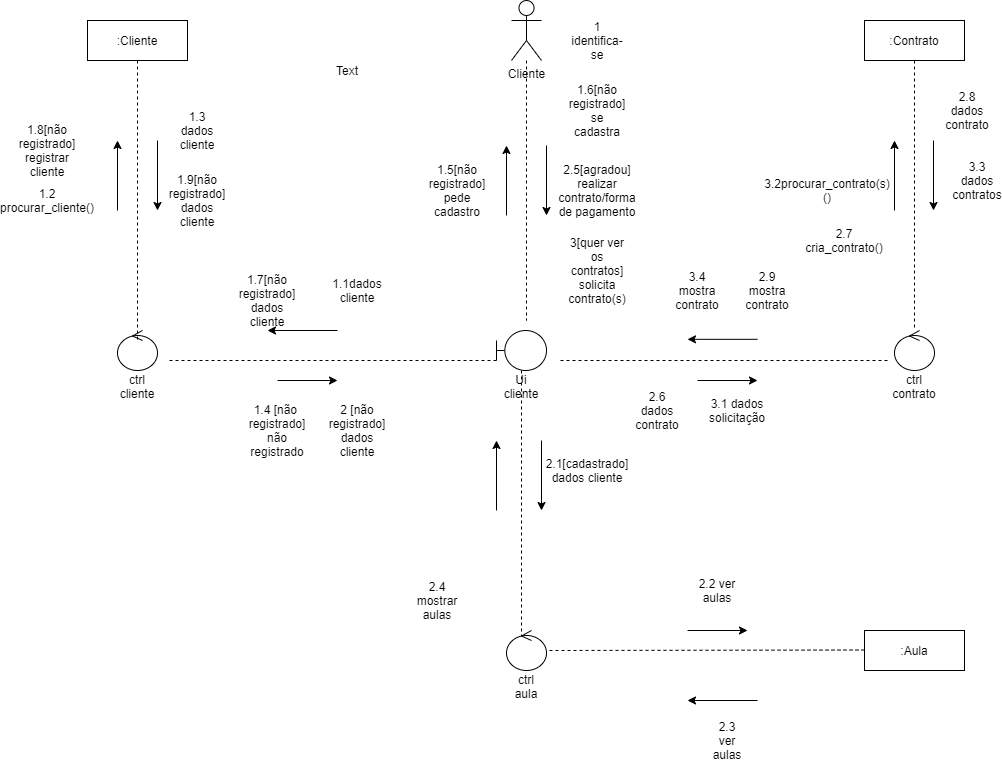 :Cliente
Text
Cliente
1
identifica-
se
:Contrato
1.8[não
registrado]
registrar
cliente
1.2
procurar_cliente()
1.3
dados
cliente
1.9[não
registrado]
dados
cliente
1.5[não
registrado]
pede
cadastro
1.6[não
registrado]
se
cadastra
2.5[agradou]
realizar
contrato/forma
de pagamento
3[quer ver
os
contratos]
solicita
contrato(s)
3.2procurar_contrato(s)
()
2.7
cria_contrato()
2.8
dados
contrato
3.3
dados
contratos
1.7[não
registrado]
dados
cliente
1.1dados
cliente
3.4
mostra
contrato
2.9
mostra
contrato
ctrl
cliente
Ui
cliente
ctrl
contrato
1.4 [não
registrado]
não
registrado
2 [não
registrado]
dados
cliente
2.6
dados
contrato
3.1 dados
solicitação
2.1[cadastrado]
dados cliente
2.4
mostrar
aulas
2.2 ver
aulas
ctrl
aula
:Aula
2.3
ver
aulas